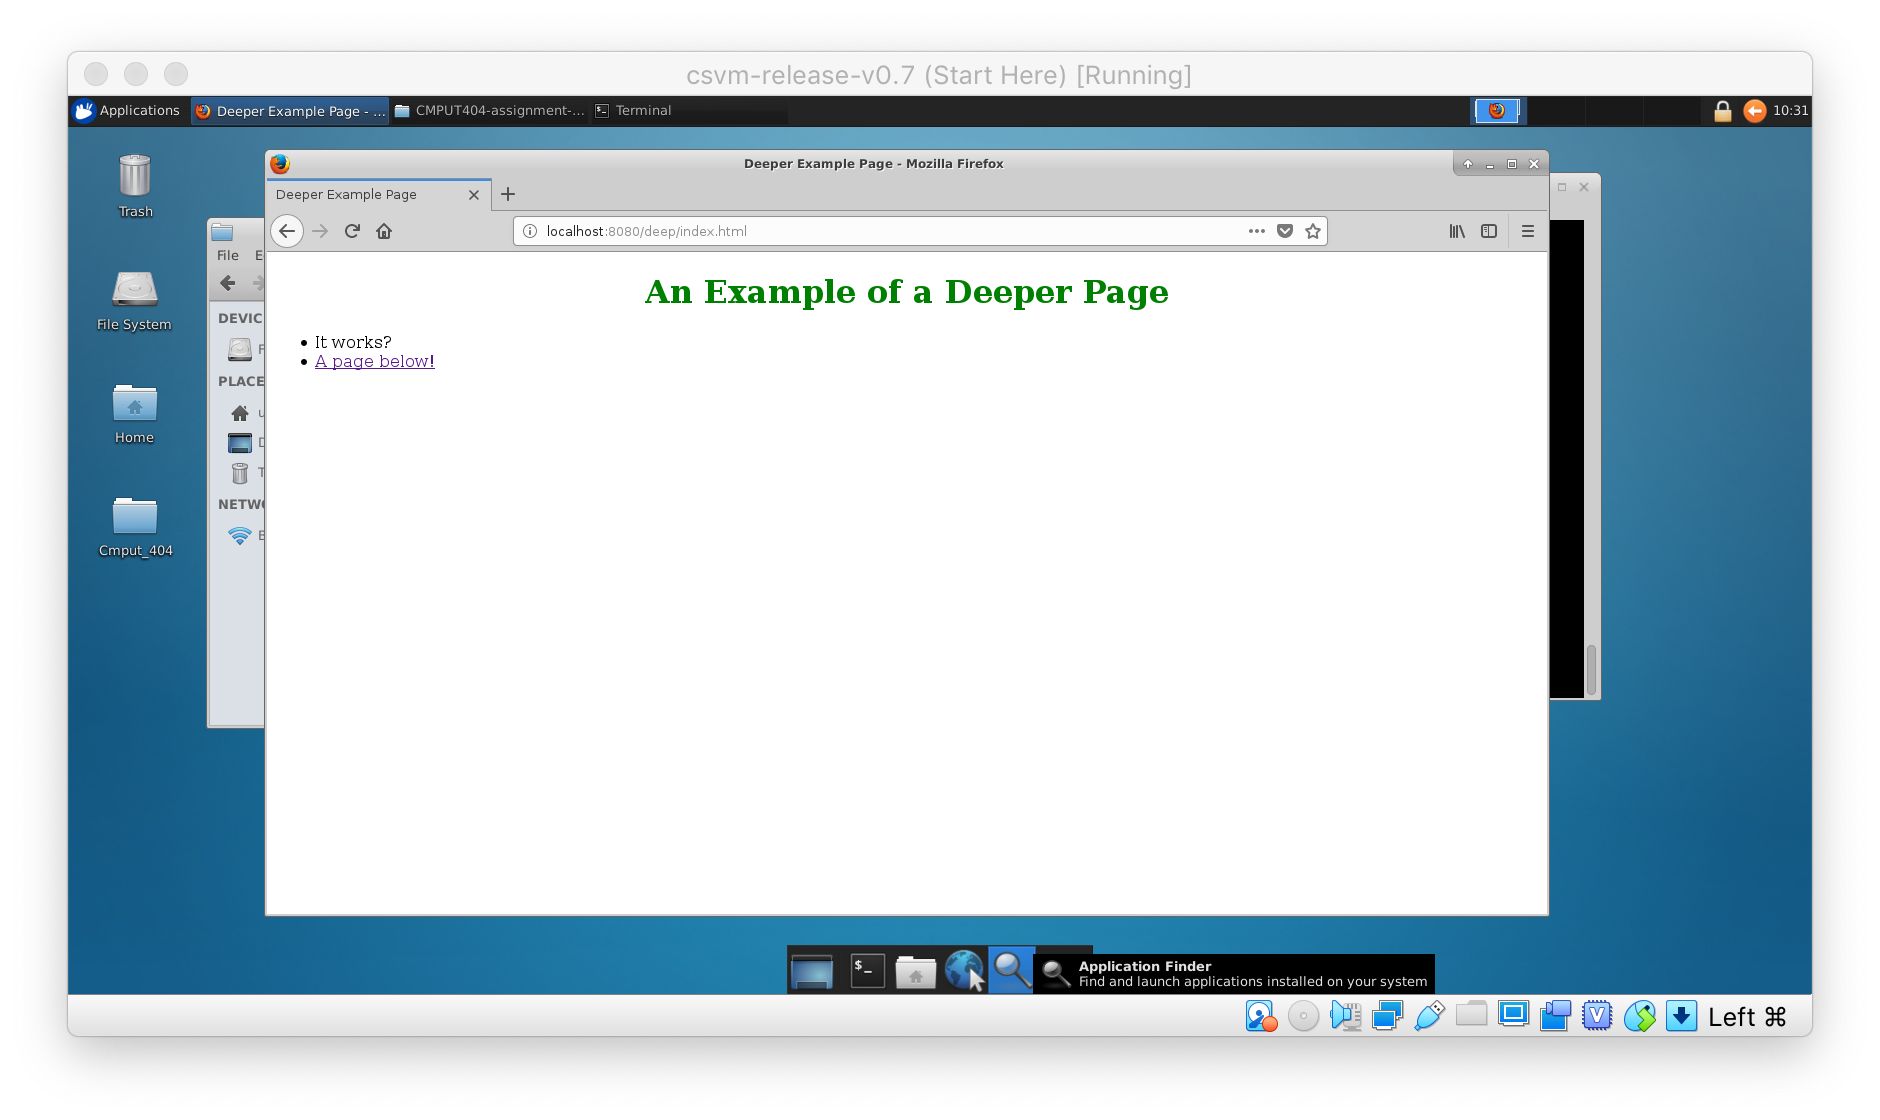 csvm-release-v0.7 (Start Here) [Running]
Applications
Deeper Example Page - ...
CMPUT404-assignment-...
Terminal
10:31
Deeper Example Page - Mozilla Firefox
Deeper Example Page
localhost:8080/deep/index.html
An Example of a Deeper Page
It works?
A page below!
Trash
File System
Home
Cmput_404
File E
DEVIC
F
PLACE
u
D
T
NETW
$_
Application Finder
Find and launch applications installed on your system
V
Left ⌘